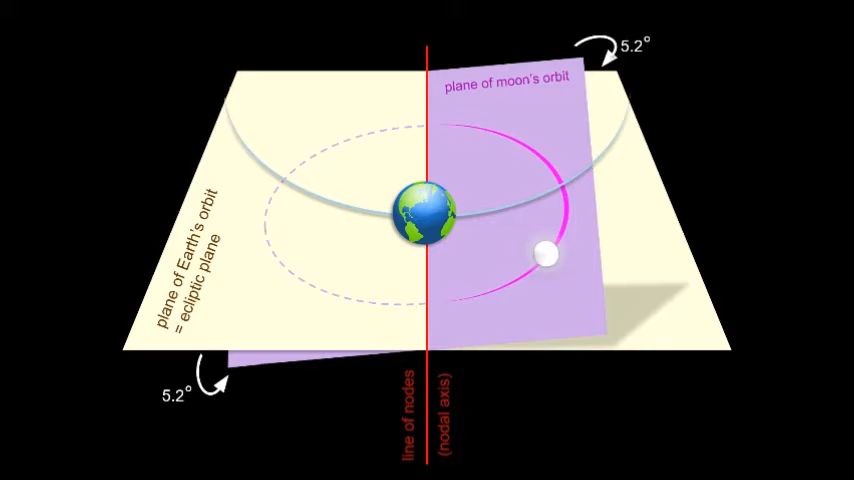 5.2°
plane of moon's orbit
plane of Earth's orbit
= ecliptic plane
5.2°
line of nodes
(nodal axis)